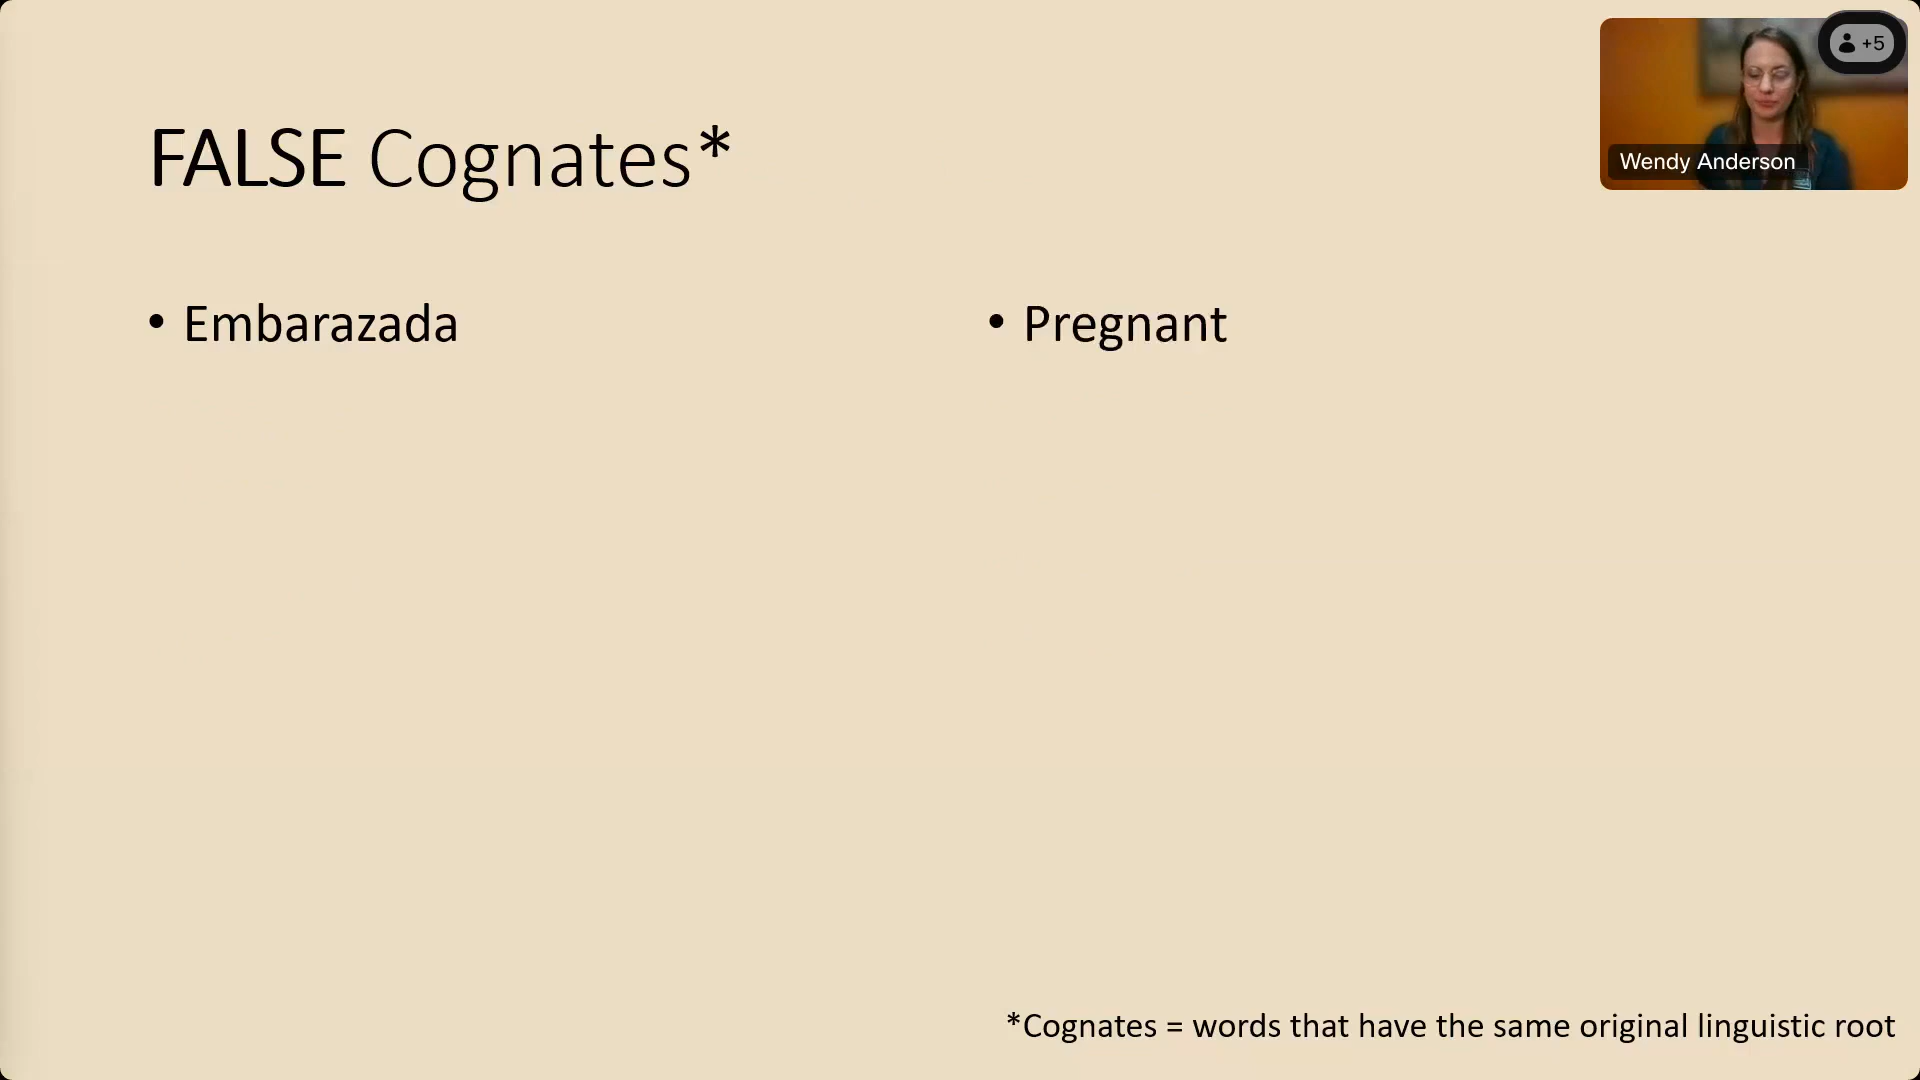 +5
Wendy Anderson
FALSE Cognates*
• Embarazada
• Pregnant
*Cognates = words that have the same original linguistic root